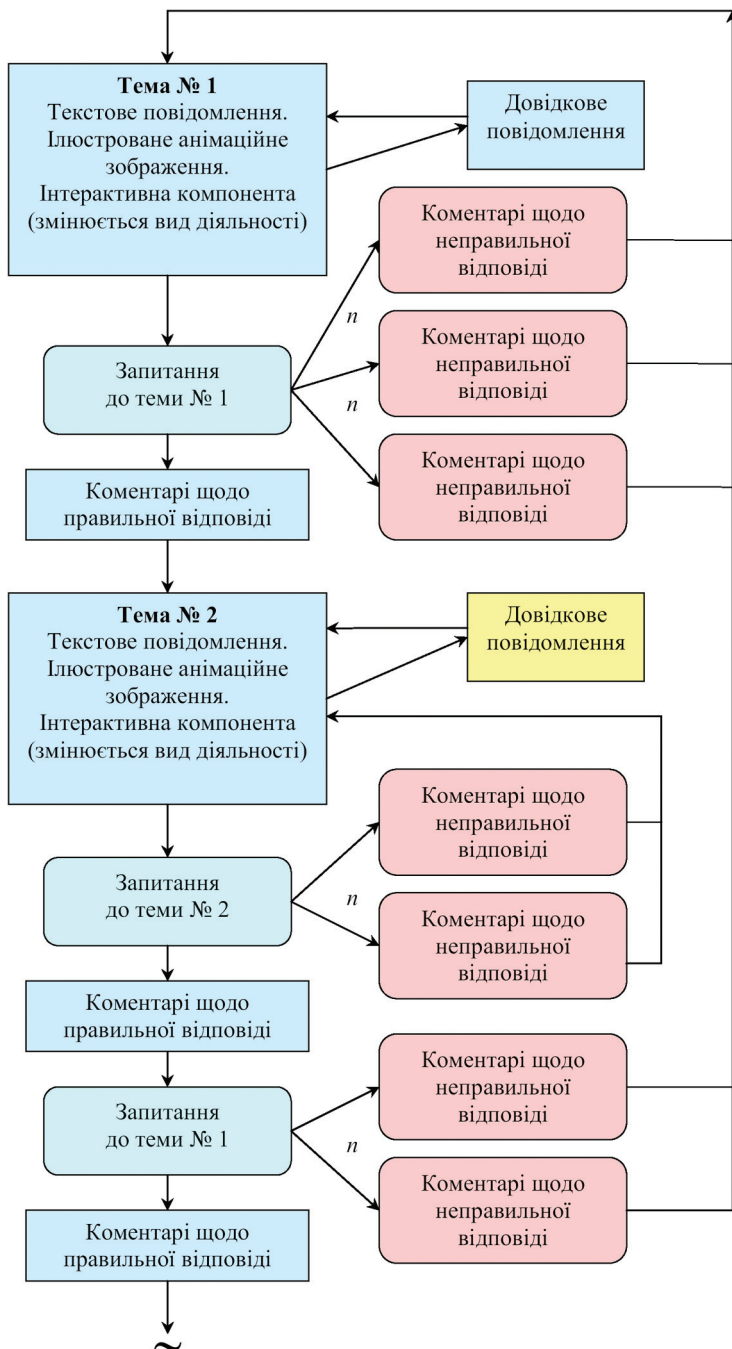 Тема № 1
Текстове повідомлення.
Ілюстроване анімаційне
зображення.
Інтерактивна компонента
(змінюється вид діяльності)
Довідкове
повідомлення
Коментарі щодо
неправильної
відповіді
n
Коментарі щодо
неправильної
відповіді
n
Коментарі щодо
неправильної
відповіді
Запитання
до теми № 1
Коментарі щодо
правильної відповіді
Тема № 2
Текстове повідомлення.
Ілюстроване анімаційне
зображення.
Інтерактивна компонента
(змінюється вид діяльності)
Довідкове
повідомлення
Коментарі щодо
неправильної
відповіді
Запитання
до теми № 2
n
Коментарі щодо
неправильної
відповіді
Коментарі щодо
правильної відповіді
Коментарі щодо
неправильної
відповіді
Запитання
до теми № 1
n
Коментарі щодо
неправильної
відповіді
Коментарі щодо
правильної відповіді
≈